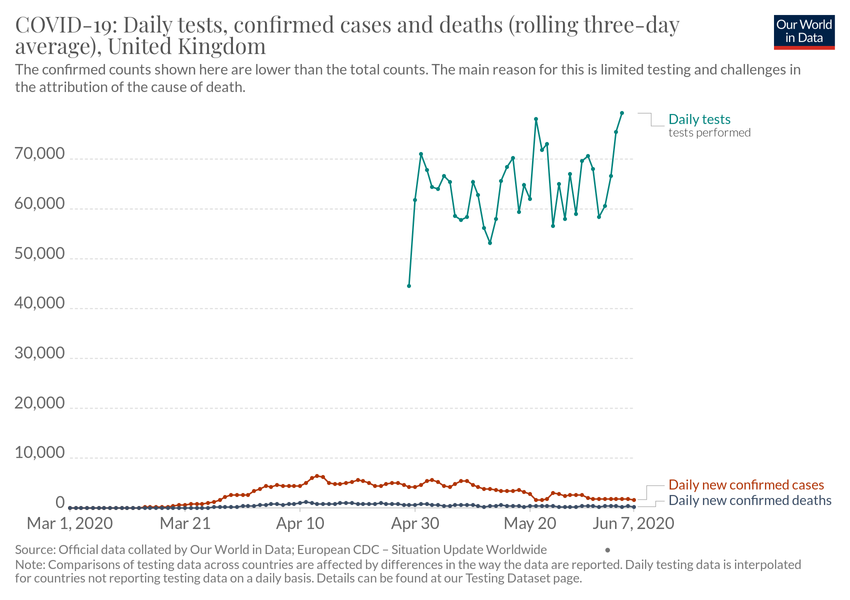 COVID-19: Daily tests, confirmed cases and deaths (rolling three-day
average), United Kingdom
Our World
in Data
The confirmed counts shown here are lower than the total counts. The main reason for this is limited testing and challenges in
the attribution of the cause of death.
Daily tests
tests performed
70,000
60,000
50,000
40,000
30,000
20,000
10,000
0
Daily new confirmed cases
Daily new confirmed deaths
Mar 1, 2020 Mar 21 Apr 10 Apr 30 May 20 Jun 7, 2020
Source: Official data collated by Our World in Data; European CDC – Situation Update Worldwide •
Note: Comparisons of testing data across countries are affected by differences in the way the data are reported. Daily testing data is interpolated
for countries not reporting testing data on a daily basis. Details can be found at our Testing Dataset page.